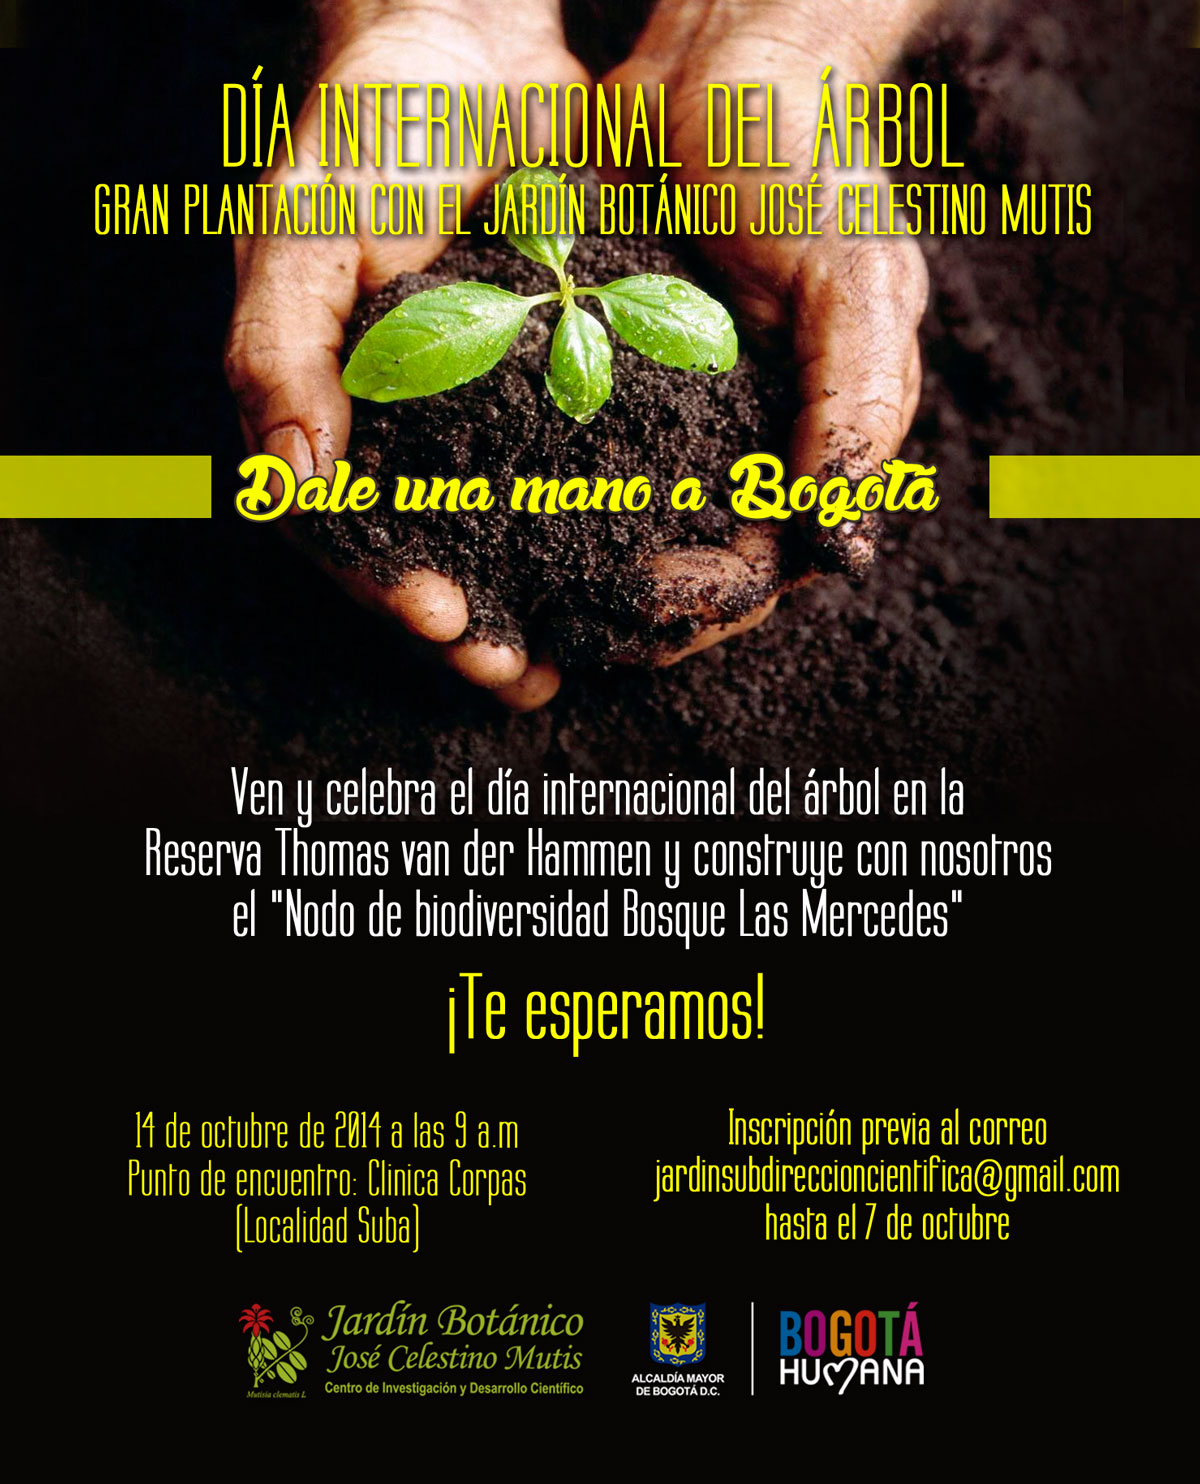 DÍA INTERNACIONAL DEL ÁRBOL
GRAN PLANTACIÓN CON EL JARDÍN BOTÁNICO JOSÉ CELESTINO MUTIS
Dale una mano a Bogotá
Ven y celebra el día internacional del árbol en la
Reserva Thomas van der Hammen y construye con nosotros
el "Nodo de biodiversidad Bosque Las Mercedes"
¡Te esperamos!
14 de octubre de 2014 a las 9 a.m
Punto de encuentro: Clinica Corpas
(Localidad Suba)
Inscripción previa al correo
jardinsubdireccioncientifica@gmail.com
hasta el 7 de octubre
Jardín Botánico
José Celestino Mutis
Centro de Investigación y Desarrollo Científico
Mutisia clematis L
ALCALDÍA MAYOR
DE BOGOTÁ D.C.
BOGOTÁ
HUMANA